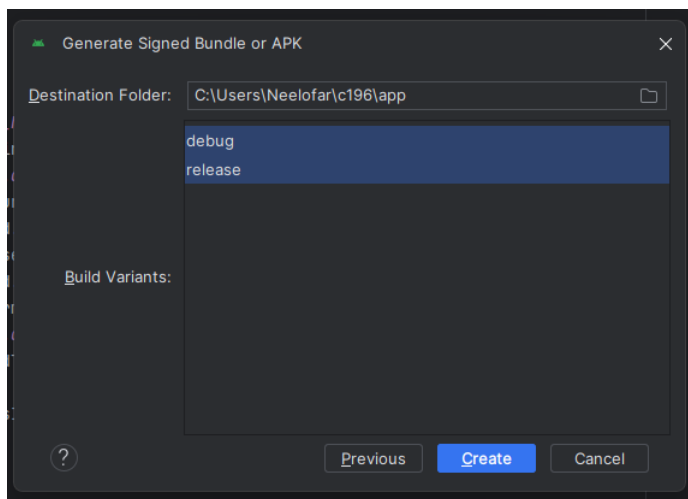 Generate Signed Bundle or APK
Destination Folder: C:\Users\Neelofar\c196\app
debug
release
Build Variants:
? Previous Create Cancel